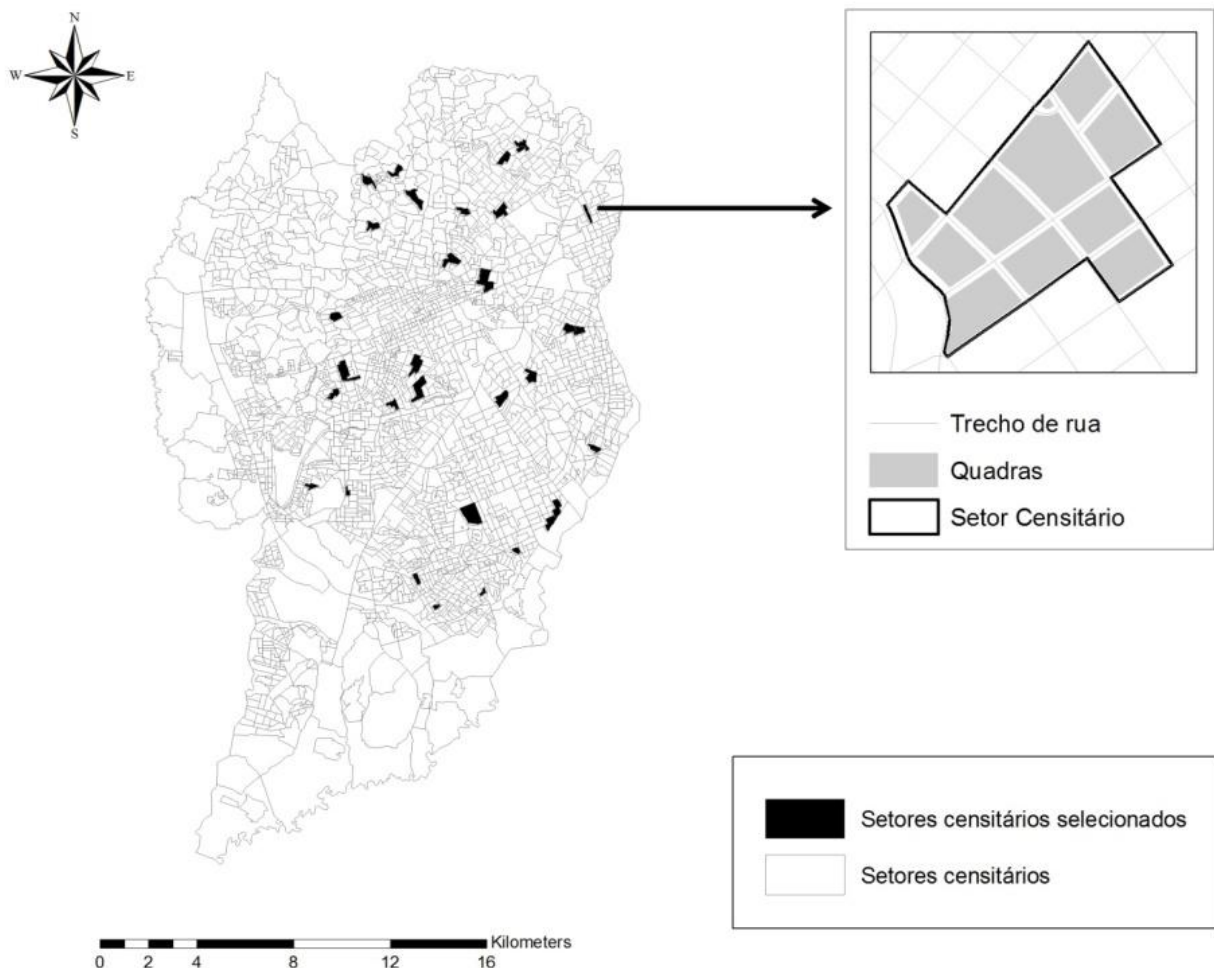 N
W E
S
Trecho de rua
Quadras
Setor Censitário
Setores censitários selecionados
Setores censitários
Kilometers
0 2 4 8 12 16